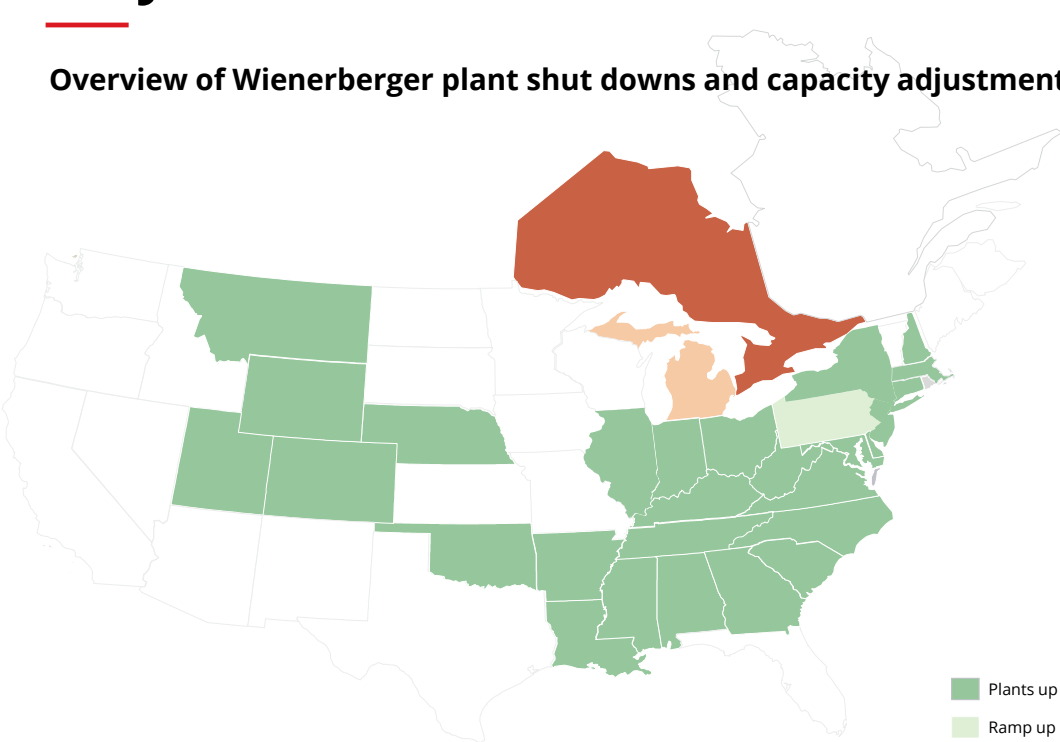 Overview of Wienerberger plant shut downs and capacity adjustment
Plants up
Ramp up